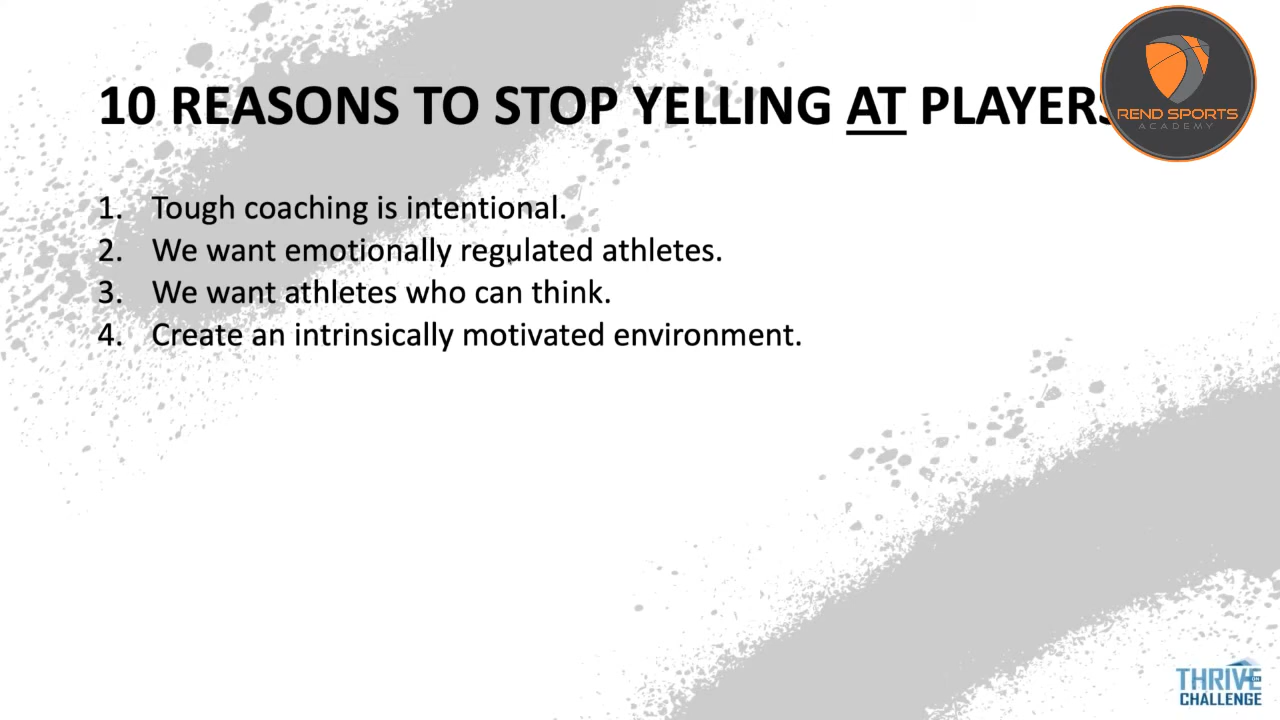 10 REASONS TO STOP YELLING AT PLAYERS
REND SPORTS
ACADEMY
1. Tough coaching is intentional.
2. We want emotionally regulated athletes.
3. We want athletes who can think.
4. Create an intrinsically motivated environment.
THRIVE ON
CHALLENGE